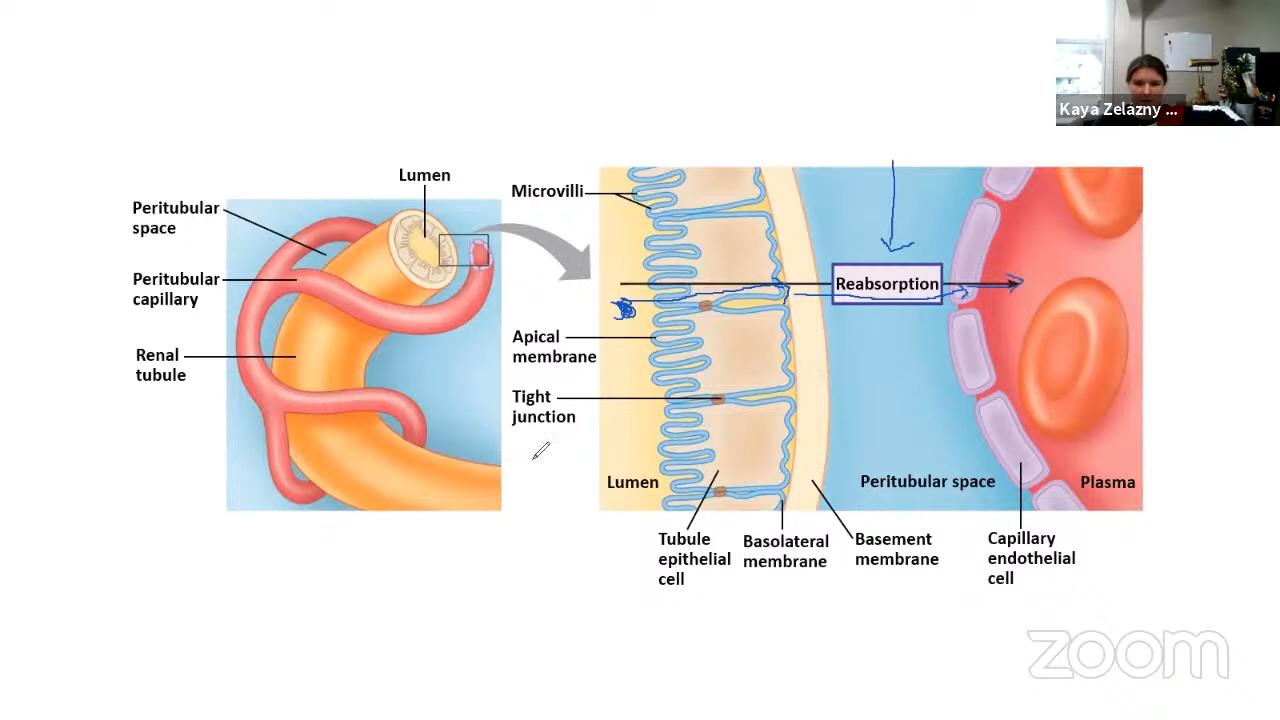 Kaya Zelazny ...
Lumen
Peritubular
space
Peritubular
capillary
Renal
tubule
Microvilli
Apical
membrane
Tight
junction
Reabsorption
Lumen
Peritubular space
Plasma
Tubule
epithelial
cell
Basolateral
membrane
Basement
membrane
Capillary
endothelial
cell
zoom